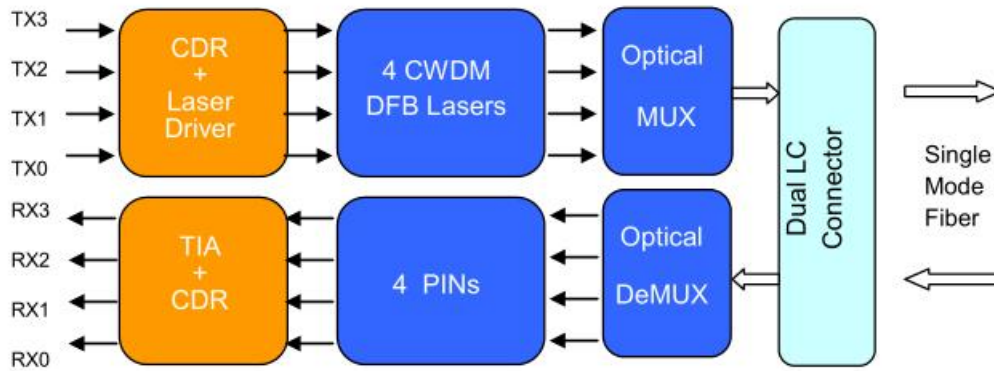 TX3
TX2
TX1
TX0
CDR
+
Laser
Driver
4 CWDM
DFB Lasers
Optical
MUX
Dual LC
Connector
Single
Mode
Fiber
RX3
RX2
RX1
RX0
TIA
+
CDR
4 PINs
Optical
DeMUX